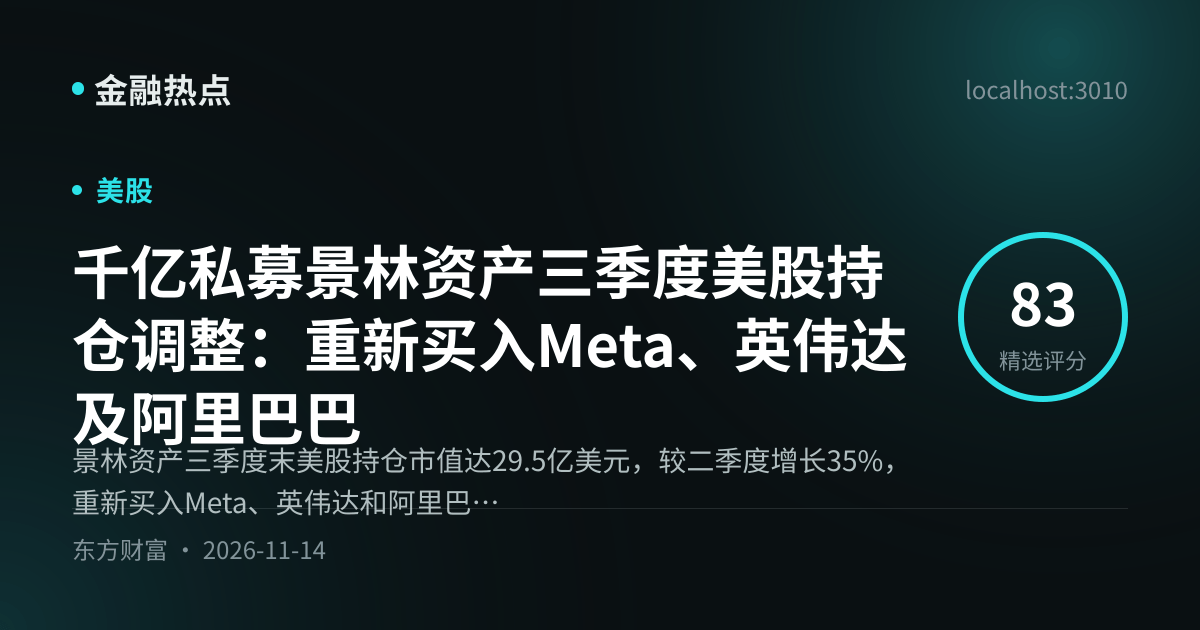 金融热点
localhost:3010
美股
千亿私募景林资产三季度美股持
仓调整：重新买入Meta、英伟达
及阿里巴巴
83
精选评分
景林资产三季度末美股持仓市值达29.5亿美元，较二季度增长35%，
重新买入Meta、英伟达和阿里巴…
东方财富 · 2026-11-14